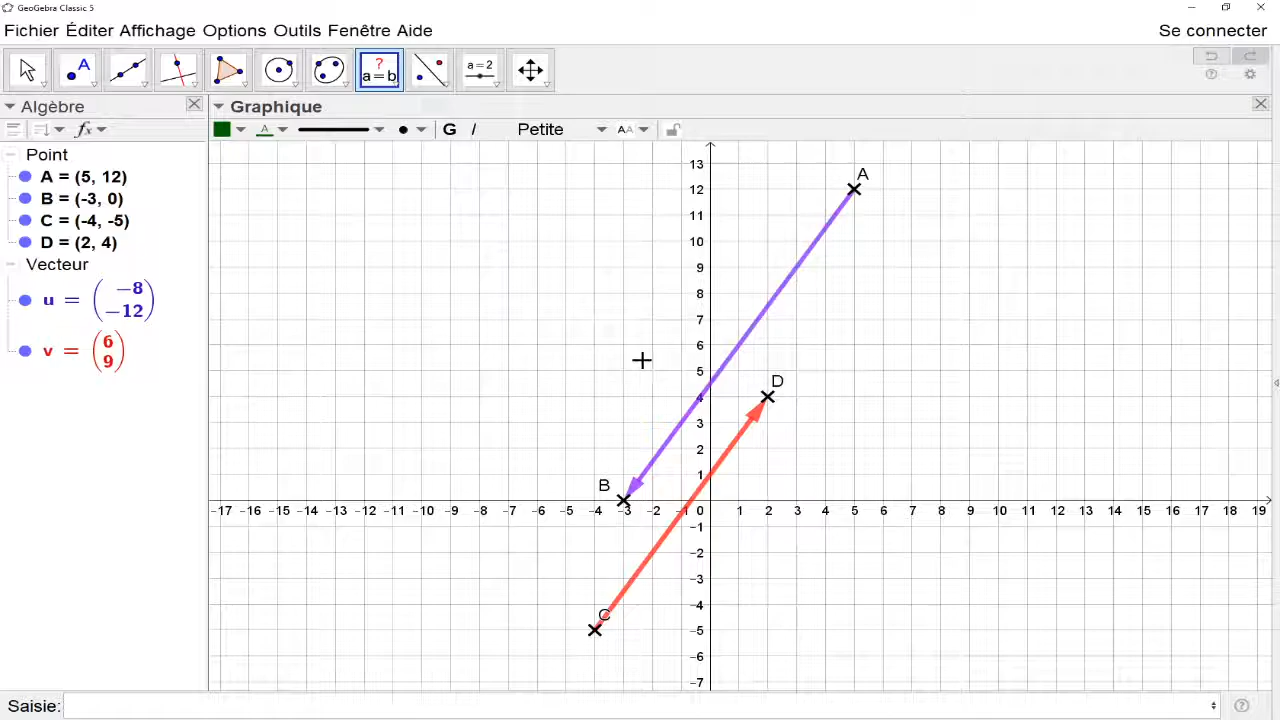 GeoGebra Classic 5
Fichier Éditer Affichage Options Outils Fenêtre Aide
Se connecter
A
?
a=b
a=2
Algèbre
Graphique
fx
A
G I
Petite
AA
Point
A = (5, 12)
B = (-3, 0)
C = (-4, -5)
D = (2, 4)
Vecteur
u = (−8
−12)
v = (6
9)
13
12
11
10
9
8
7
6
5
4
3
2
1
A
D
B
−17 −16 −15 −14 −13 −12 −11 −10 −9 −8 −7 −6 −5 −4 −3 −2 −1 0 1 2 3 4 5 6 7 8 9 10 11 12 13 14 15 16 17 18 19
−1
−2
−3
−4
−5
−6
−7
C
Saisie: